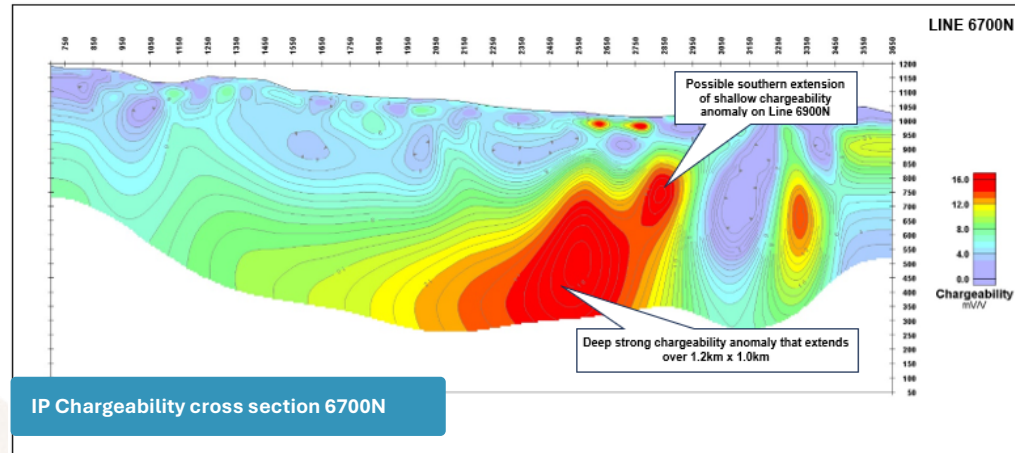 LINE 6700N
750 850 950 1050 1150 1250 1350 1450 1550 1650 1750 1850 1950 2050 2150 2250 2350 2450 2550 2650 2750 2850 2950 3050 3150 3250 3350 3450 3550 3650
1200
1150
1100
1050
1000
950
900
850
800
750
700
650
600
550
500
450
400
350
300
250
200
150
100
50
Possible southern extension
of shallow chargeability
anomaly on Line 6900N
16.0
12.0
8.0
4.0
0.0
Chargeability
mV/V
Deep strong chargeability anomaly that extends
over 1.2km x 1.0km
IP Chargeability cross section 6700N